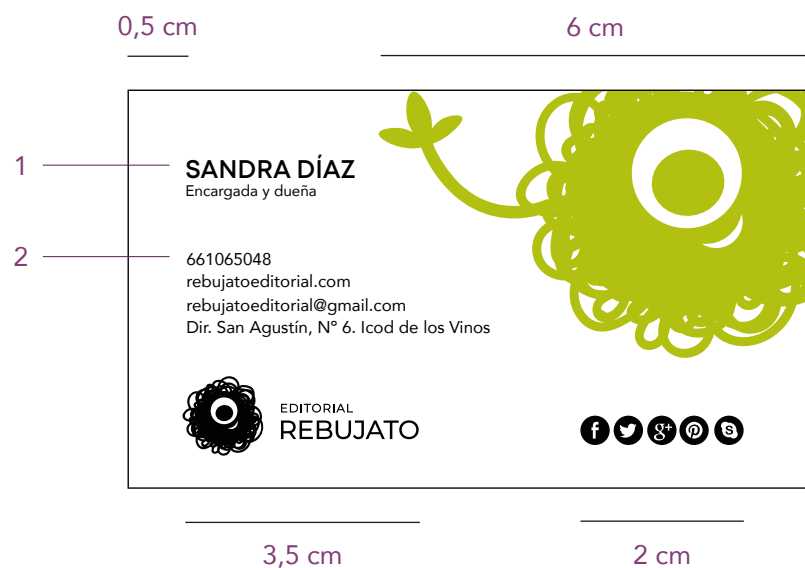 0,5 cm
6 cm
1
SANDRA DÍAZ
Encargada y dueña
2
661065048
rebujatoeditorial.com
rebujatoeditorial@gmail.com
Dir. San Agustín, Nº 6. Icod de los Vinos
EDITORIAL
REBUJATO
f g+ P S
3,5 cm
2 cm